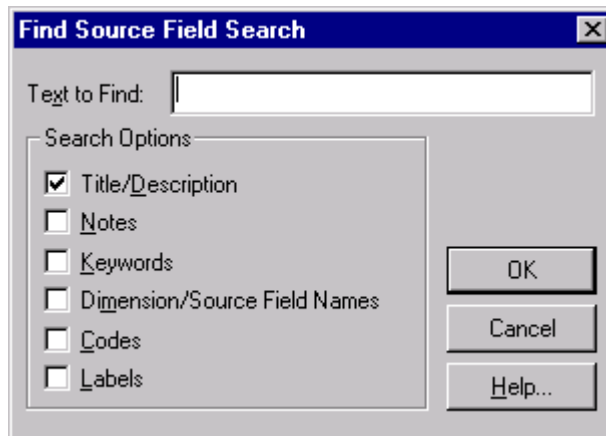 Find Source Field Search
Text to Find:
Search Options
Title/Description
Notes
Keywords
Dimension/Source Field Names
Codes
Labels
OK
Cancel
Help...